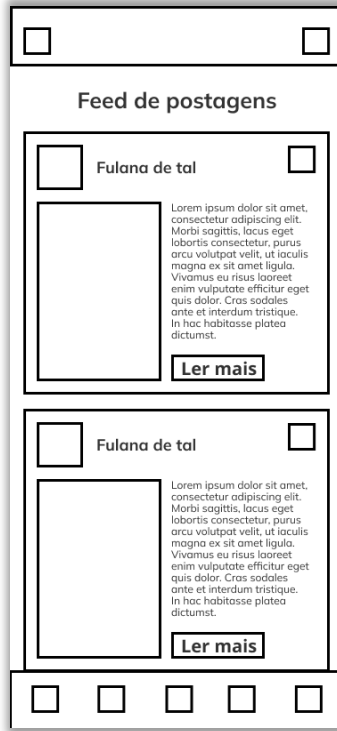 Feed de postagens
Fulana de tal
Lorem ipsum dolor sit amet,
consectetur adipiscing elit.
Morbi sagittis, lacus eget
lobortis consectetur, purus
arcu volutpat velit, ut iaculis
magna ex sit amet ligula.
Vivamus eu risus laoreet
enim vulputate efficitur eget
quis dolor. Cras sodales
ante et interdum tristique.
In hac habitasse platea
dictumst.
Ler mais
Fulana de tal
Lorem ipsum dolor sit amet,
consectetur adipiscing elit.
Morbi sagittis, lacus eget
lobortis consectetur, purus
arcu volutpat velit, ut iaculis
magna ex sit amet ligula.
Vivamus eu risus laoreet
enim vulputate efficitur eget
quis dolor. Cras sodales
ante et interdum tristique.
In hac habitasse platea
dictumst.
Ler mais